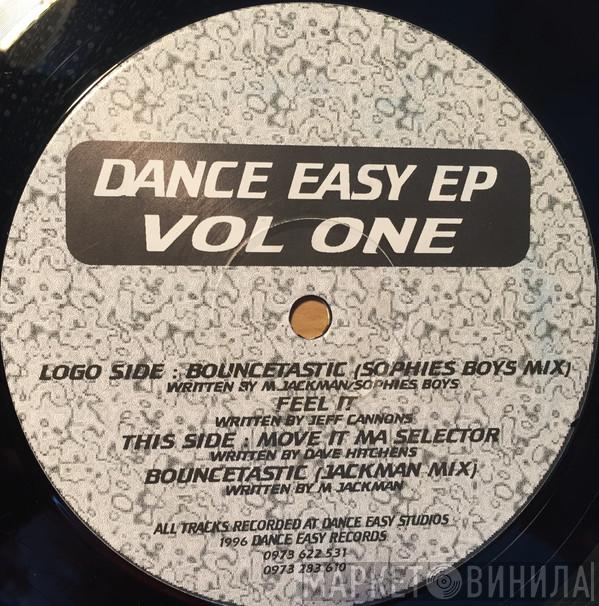 DANCE EASY EP
VOL ONE
LOGO SIDE : BOUNCETASTIC (SOPHIES BOYS MIX)
WRITTEN BY M JACKMAN/SOPHIES BOYS
FEEL IT
WRITTEN BY JEFF CANNONS
THIS SIDE : MOVE IT MA SELECTOR
WRITTEN BY DAVE HITCHENS
BOUNCETASTIC (JACKMAN MIX)
WRITTEN BY M JACKMAN
ALL TRACKS RECORDED AT DANCE EASY STUDIOS
1996 DANCE EASY RECORDS
0973 622 531
0973 283 610
МАРКЕТ ВИНИЛА